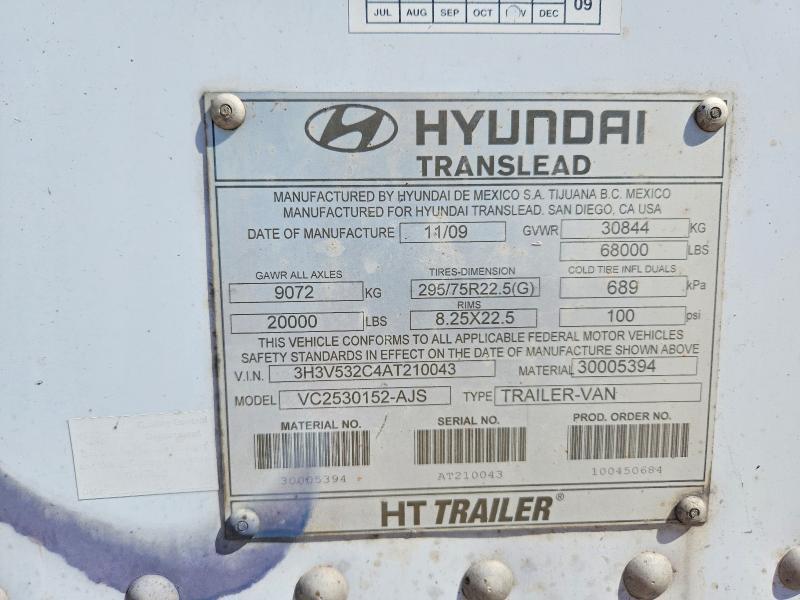 JUL AUG SEP OCT NOV DEC 09
HYUNDAI
TRANSLEAD
MANUFACTURED BY HYUNDAI DE MEXICO S.A. TIJUANA B.C. MEXICO
MANUFACTURED FOR HYUNDAI TRANSLEAD. SAN DIEGO, CA USA
DATE OF MANUFACTURE 11/09 GVWR 30844 KG
68000 LBS
GAWR ALL AXLES TIRES-DIMENSION COLD TIRE INFL DUALS
9072 KG 295/75R22.5(G) 689 kPa
RIMS
20000 LBS 8.25X22.5 100 psi
THIS VEHICLE CONFORMS TO ALL APPLICABLE FEDERAL MOTOR VEHICLES
SAFETY STANDARDS IN EFFECT ON THE DATE OF MANUFACTURE SHOWN ABOVE
V.I.N. 3H3V532C4AT210043 MATERIAL 30005394
MODEL VC2530152-AJS TYPE TRAILER-VAN
MATERIAL NO. SERIAL NO. PROD. ORDER NO.
30005394 AT210043 100450684
HT TRAILER®